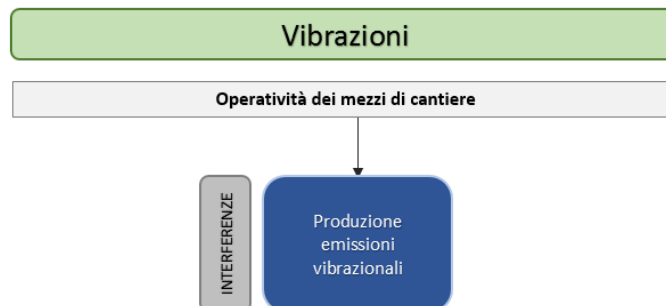 Vibrazioni
Operatività dei mezzi di cantiere
INTERFERENZE
Produzione
emissioni
vibrazionali